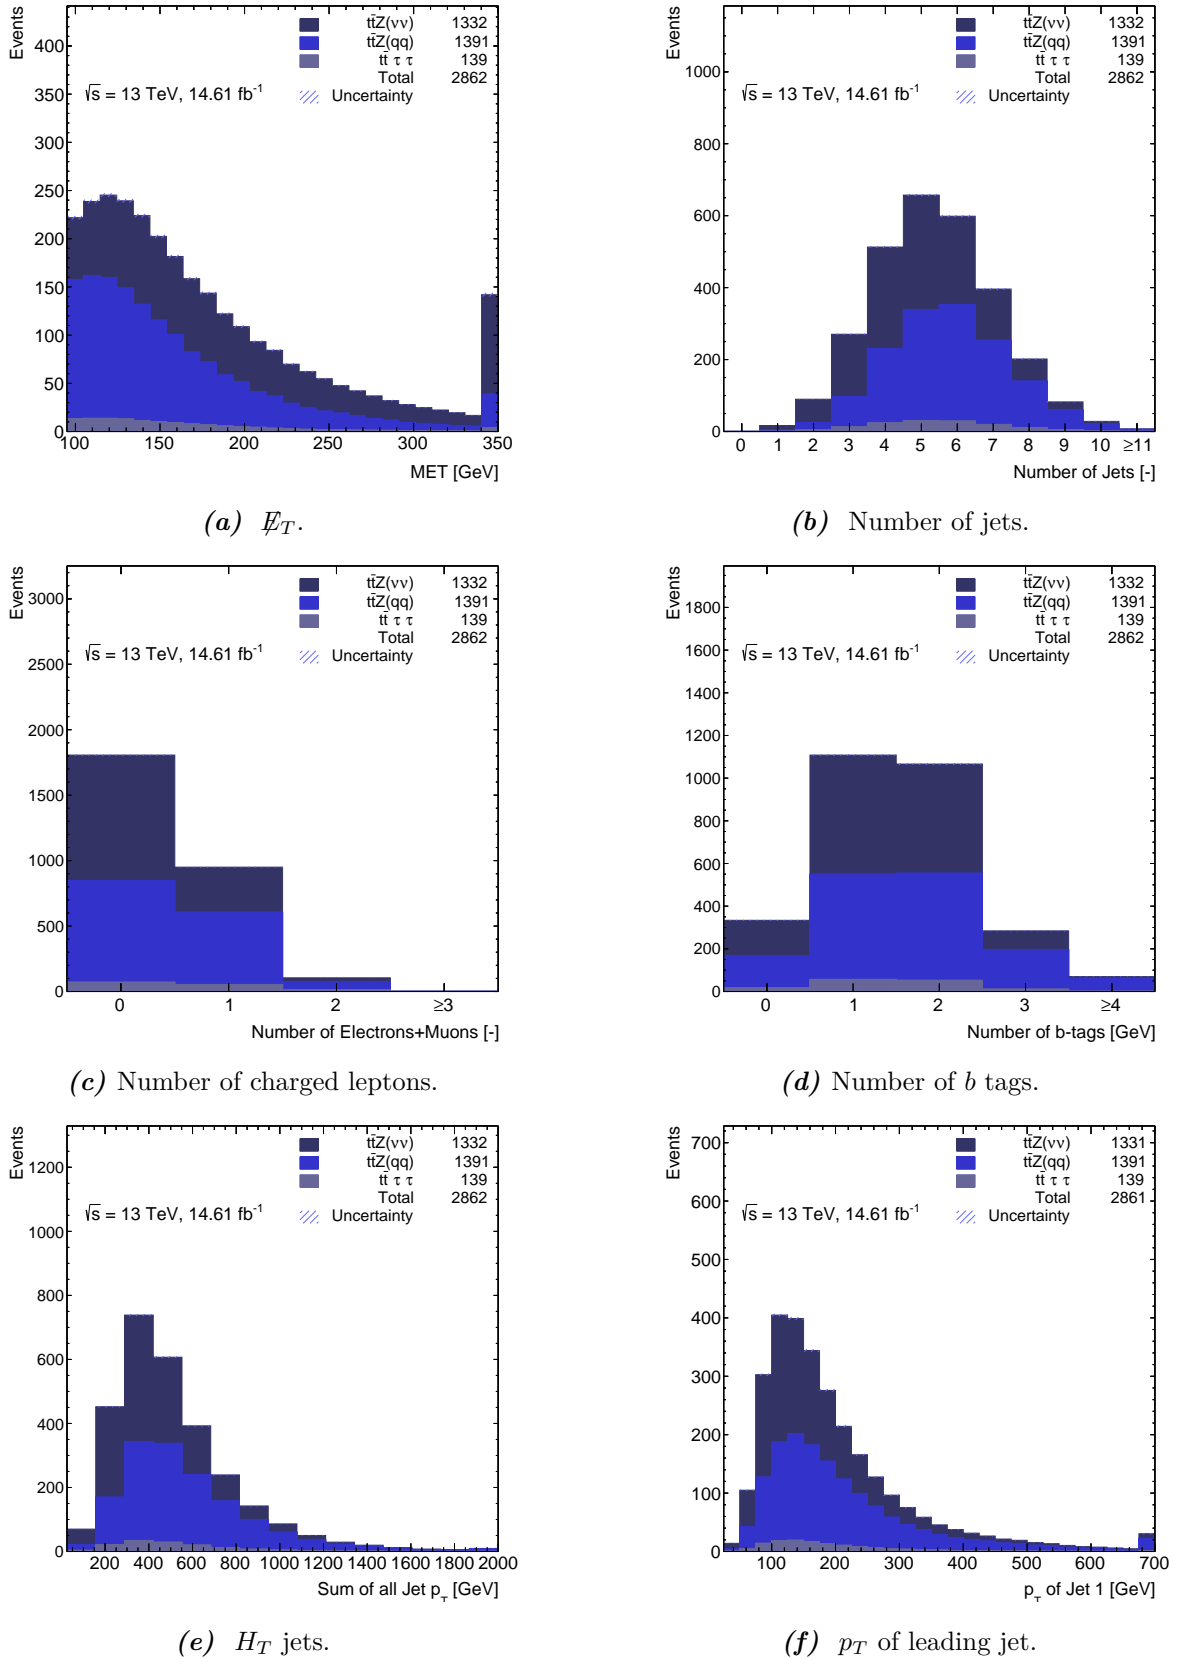 Events
400
350
300
250
200
150
100
50
0
100 150 200 250 300 350
MET [GeV]
tt̄Z(νν) 1332
tt̄Z(qq) 1391
tt̄ τ τ 139
Total 2862
Uncertainty
√s = 13 TeV, 14.61 fb⁻¹
(a) E̸_T.
Events
1000
800
600
400
200
0
0 1 2 3 4 5 6 7 8 9 10 ≥11
Number of Jets [-]
tt̄Z(νν) 1332
tt̄Z(qq) 1391
tt̄ τ τ 139
Total 2862
Uncertainty
√s = 13 TeV, 14.61 fb⁻¹
(b) Number of jets.
Events
3000
2500
2000
1500
1000
500
0
0 1 2 ≥3
Number of Electrons+Muons [-]
tt̄Z(νν) 1332
tt̄Z(qq) 1391
tt̄ τ τ 139
Total 2862
Uncertainty
√s = 13 TeV, 14.61 fb⁻¹
(c) Number of charged leptons.
Events
1800
1600
1400
1200
1000
800
600
400
200
0
0 1 2 3 ≥4
Number of b-tags [GeV]
tt̄Z(νν) 1332
tt̄Z(qq) 1391
tt̄ τ τ 139
Total 2862
Uncertainty
√s = 13 TeV, 14.61 fb⁻¹
(d) Number of b tags.
Events
1200
1000
800
600
400
200
0
200 400 600 800 1000 1200 1400 1600 1800 2000
Sum of all Jet p_T [GeV]
tt̄Z(νν) 1332
tt̄Z(qq) 1391
tt̄ τ τ 139
Total 2862
Uncertainty
√s = 13 TeV, 14.61 fb⁻¹
(e) H_T jets.
Events
700
600
500
400
300
200
100
0
100 200 300 400 500 600 700
p_T of Jet 1 [GeV]
tt̄Z(νν) 1331
tt̄Z(qq) 1391
tt̄ τ τ 139
Total 2861
Uncertainty
√s = 13 TeV, 14.61 fb⁻¹
(f) p_T of leading jet.